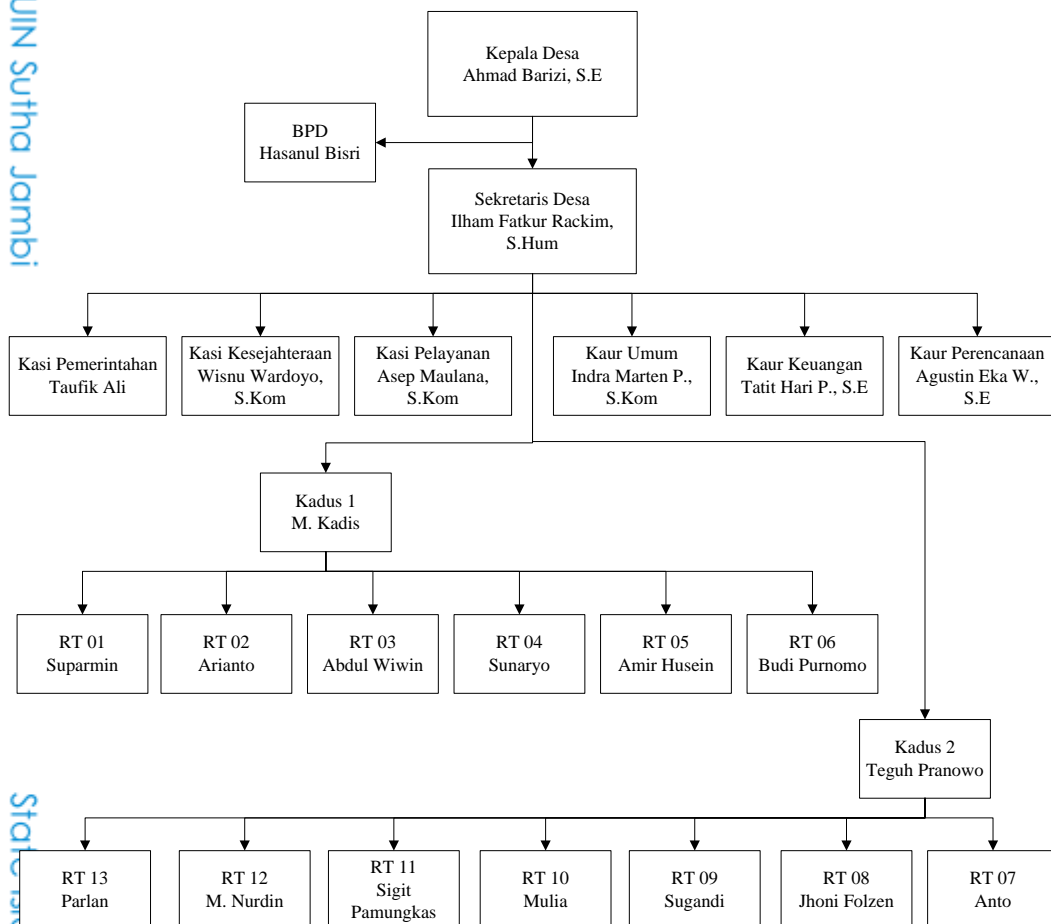 UIN Sutha Jambi
Kepala Desa
Ahmad Barizi, S.E
BPD
Hasanul Bisri
Sekretaris Desa
Ilham Fatkur Rackim,
S.Hum
Kasi Pemerintahan
Taufik Ali
Kasi Kesejahteraan
Wisnu Wardoyo,
S.Kom
Kasi Pelayanan
Asep Maulana,
S.Kom
Kaur Umum
Indra Marten P.,
S.Kom
Kaur Keuangan
Tatit Hari P., S.E
Kaur Perencanaan
Agustin Eka W.,
S.E
Kadus 1
M. Kadis
RT 01
Suparmin
RT 02
Arianto
RT 03
Abdul Wiwin
RT 04
Sunaryo
RT 05
Amir Husein
RT 06
Budi Purnomo
Kadus 2
Teguh Pranowo
RT 13
Parlan
RT 12
M. Nurdin
RT 11
Sigit
Pamungkas
RT 10
Mulia
RT 09
Sugandi
RT 08
Jhoni Folzen
RT 07
Anto